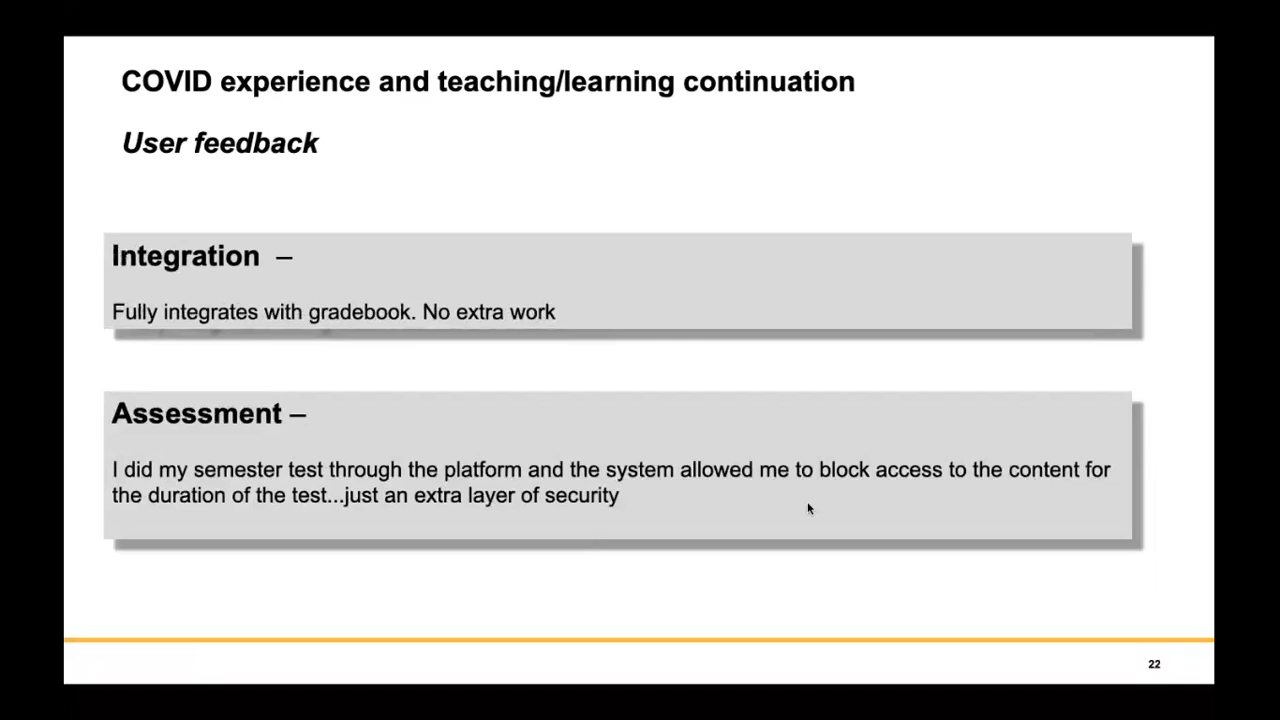 COVID experience and teaching/learning continuation
User feedback
Integration –
Fully integrates with gradebook. No extra work
Assessment –
I did my semester test through the platform and the system allowed me to block access to the content for
the duration of the test...just an extra layer of security
22